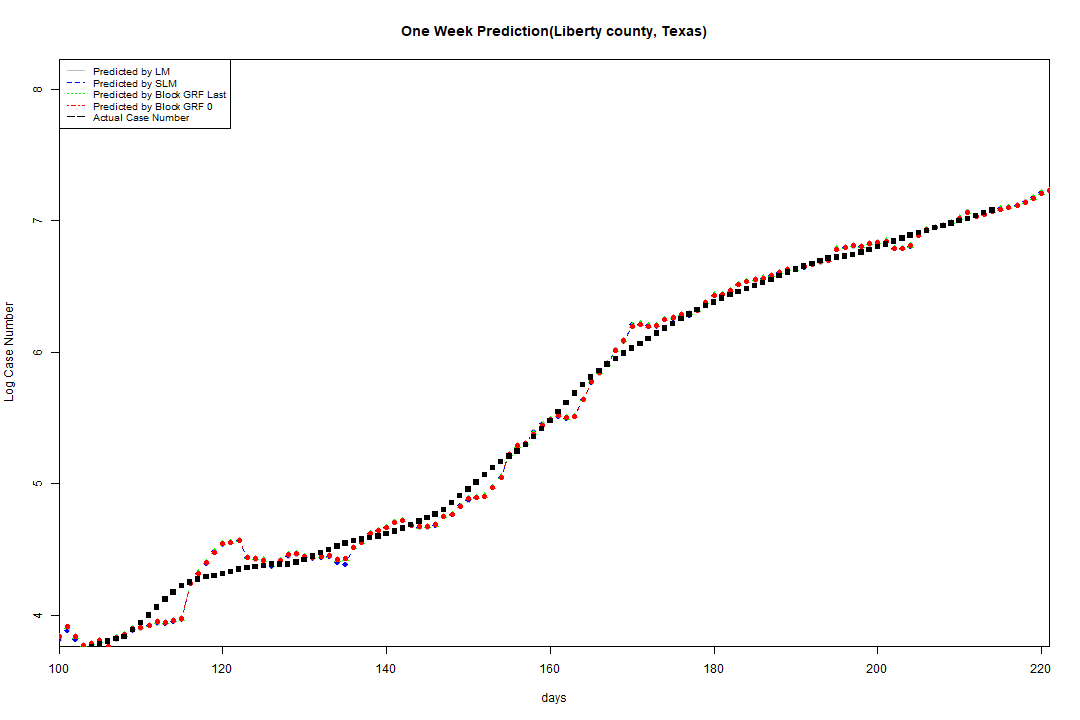 One Week Prediction(Liberty county, Texas)
Predicted by LM
Predicted by SLM
Predicted by Block GRF Last
Predicted by Block GRF 0
Actual Case Number
8
7
6
5
4
Log Case Number
100 120 140 160 180 200 220
days